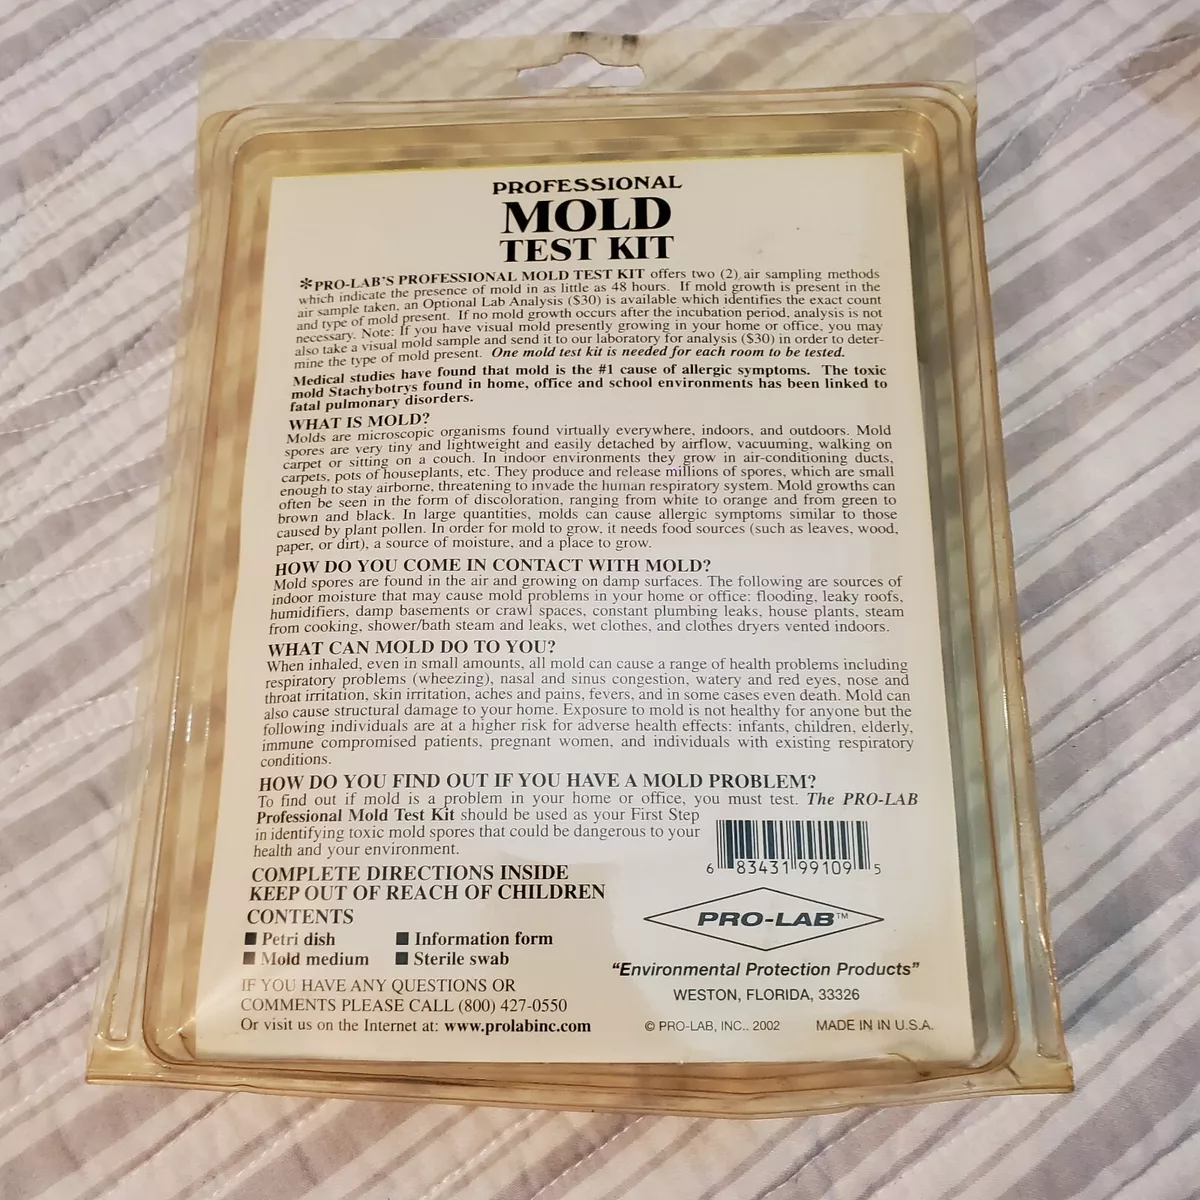 PROFESSIONAL
MOLD
TEST KIT
*PRO-LAB'S PROFESSIONAL MOLD TEST KIT offers two (2) air sampling methods
which indicate the presence of mold in as little as 48 hours. If mold growth is present in the
air sample taken, an Optional Lab Analysis ($30) is available which identifies the exact count
and type of mold present. If no mold growth occurs after the incubation period, analysis is not
necessary. Note: If you have visual mold presently growing in your home or office, you may
also take a visual mold sample and send it to our laboratory for analysis ($30) in order to deter-
mine the type of mold present. One mold test kit is needed for each room to be tested.
Medical studies have found that mold is the #1 cause of allergic symptoms. The toxic
mold Stachybotrys found in home, office and school environments has been linked to
fatal pulmonary disorders.
WHAT IS MOLD?
Molds are microscopic organisms found virtually everywhere, indoors, and outdoors. Mold
spores are very tiny and lightweight and easily detached by airflow, vacuuming, walking on
carpet or sitting on a couch. In indoor environments they grow in air-conditioning ducts,
carpets, pots of houseplants, etc. They produce and release millions of spores, which are small
enough to stay airborne, threatening to invade the human respiratory system. Mold growths can
often be seen in the form of discoloration, ranging from white to orange and from green to
brown and black. In large quantities, molds can cause allergic symptoms similar to those
caused by plant pollen. In order for mold to grow, it needs food sources (such as leaves, wood,
paper, or dirt), a source of moisture, and a place to grow.
HOW DO YOU COME IN CONTACT WITH MOLD?
Mold spores are found in the air and growing on damp surfaces. The following are sources of
indoor moisture that may cause mold problems in your home or office: flooding, leaky roofs,
humidifiers, damp basements or crawl spaces, constant plumbing leaks, house plants, steam
from cooking, shower/bath steam and leaks, wet clothes, and clothes dryers vented indoors.
WHAT CAN MOLD DO TO YOU?
When inhaled, even in small amounts, all mold can cause a range of health problems including
respiratory problems (wheezing), nasal and sinus congestion, watery and red eyes, nose and
throat irritation, skin irritation, aches and pains, fevers, and in some cases even death. Mold can
also cause structural damage to your home. Exposure to mold is not healthy for anyone but the
following individuals are at a higher risk for adverse health effects: infants, children, elderly,
immune compromised patients, pregnant women, and individuals with existing respiratory
conditions.
HOW DO YOU FIND OUT IF YOU HAVE A MOLD PROBLEM?
To find out if mold is a problem in your home or office, you must test. The PRO-LAB
Professional Mold Test Kit should be used as your First Step
in identifying toxic mold spores that could be dangerous to your
health and your environment.
6 83431 99109 5
COMPLETE DIRECTIONS INSIDE
KEEP OUT OF REACH OF CHILDREN
CONTENTS
■ Petri dish ■ Information form
■ Mold medium ■ Sterile swab
IF YOU HAVE ANY QUESTIONS OR
COMMENTS PLEASE CALL (800) 427-0550
Or visit us on the Internet at: www.prolabinc.com
PRO-LAB™
"Environmental Protection Products"
WESTON, FLORIDA, 33326
© PRO-LAB, INC.. 2002 MADE IN IN U.S.A.